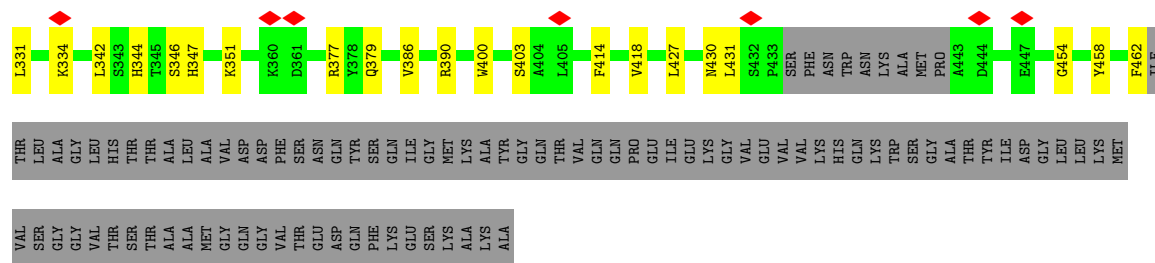 L331 K334 L342 S343 H344 T345 S346 H347 K351 K360 D361 R377 Y378 Q379 V386 R390 W400 S403 A404 L405 F414 V418 L427 N430 L431 S432 P433 SER PHE ASN TRP ASN LYS ALA MET PRO A443 D444 E447 G454 Y458 F462 ILE
THR LEU ALA GLY LEU HIS THR THR ALA LEU ALA VAL ASP ASP PHE SER ASN GLN TYR SER GLN ILE GLY MET LYS ALA TYR GLY GLN THR VAL GLN GLN PRO GLU ILE GLU LYS GLY VAL GLU VAL VAL LYS HIS GLN LYS TRP SER GLY ALA THR TYR ILE ASP GLY LEU LEU LYS MET
VAL SER GLY GLY VAL THR SER THR ALA ALA MET GLY GLN GLY VAL THR GLU ASP GLN PHE LYS GLU SER LYS ALA LYS ALA